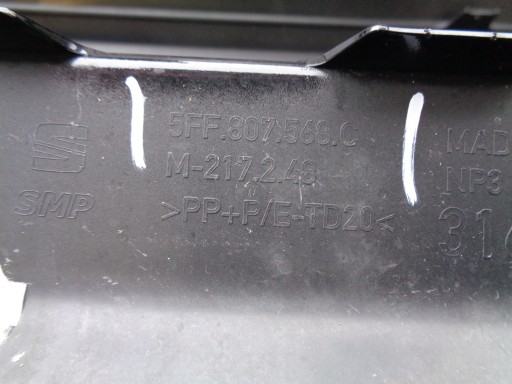 5FF.807.568.C
M-217.2.48
SMP
>PP+P/E-TD20<
MAD
NP3
31